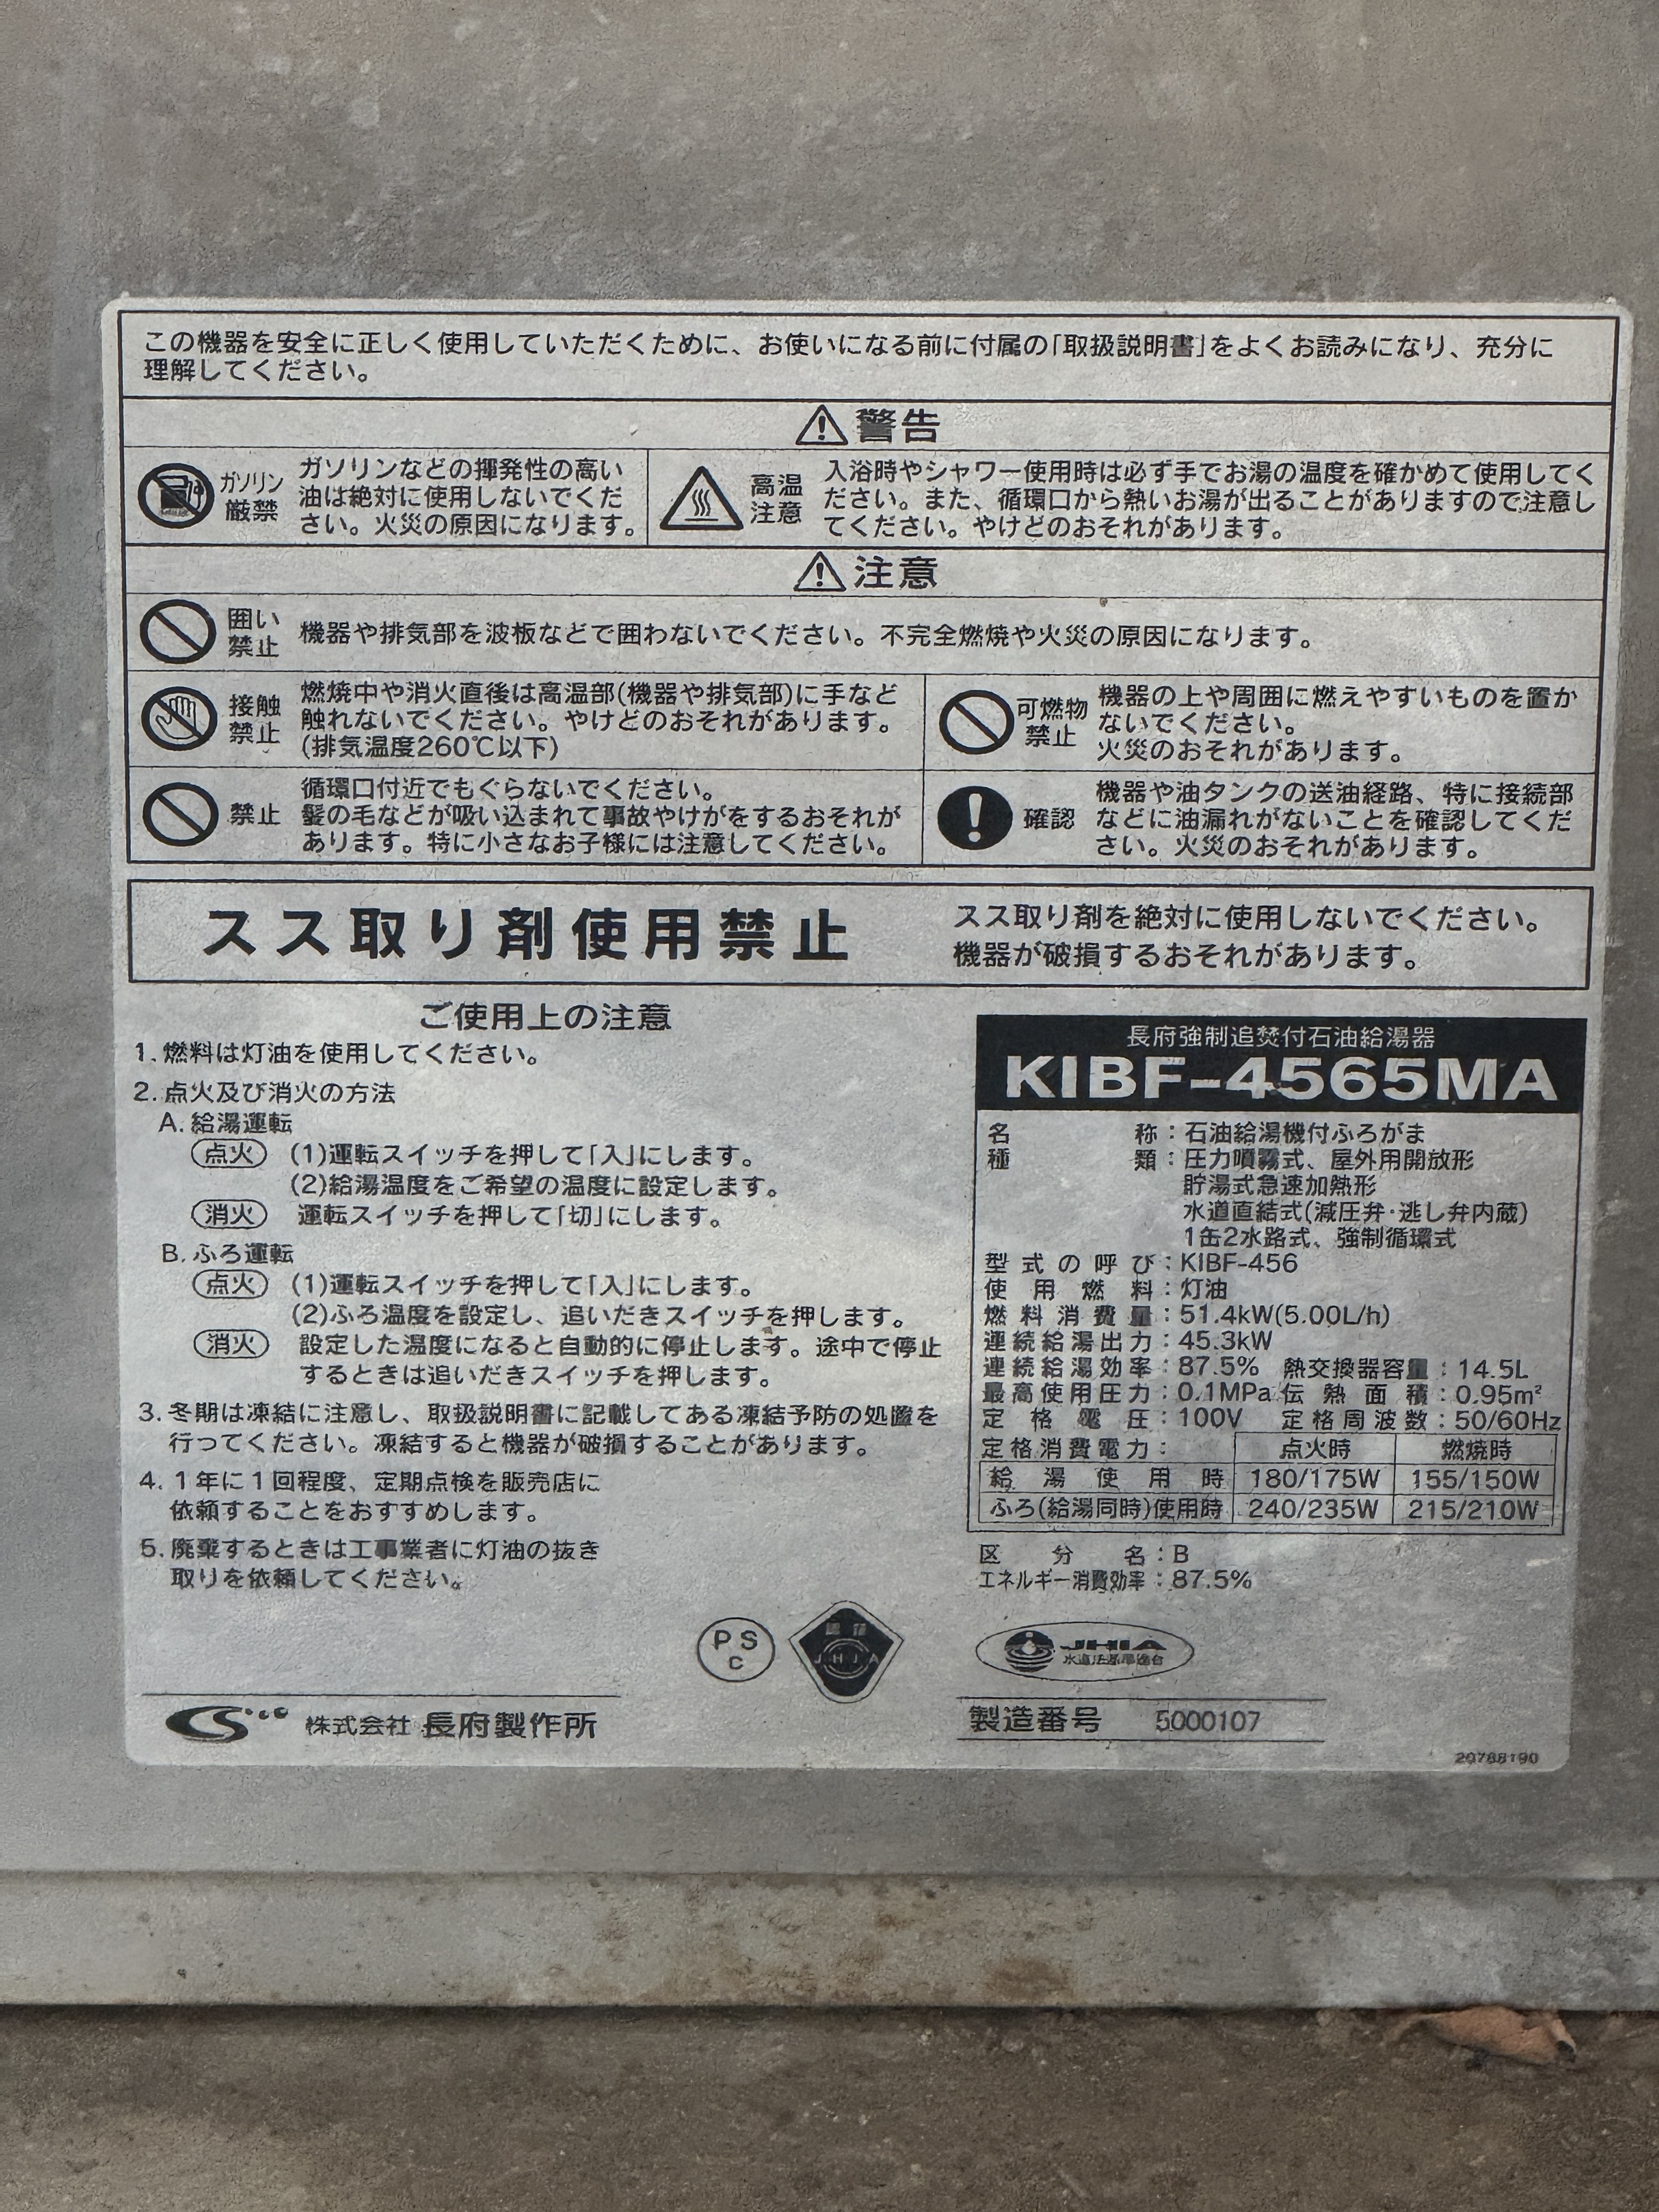 この機器を安全に正しく使用していただくために、お使いになる前に付属の「取扱説明書」をよくお読みになり、充分に
理解してください。
警告
ガソリン
厳禁
ガソリンなどの揮発性の高い
油は絶対に使用しないでくだ
さい。火災の原因になります。
高温
注意
入浴時やシャワー使用時は必ず手でお湯の温度を確かめて使用してく
ださい。また、循環口から熱いお湯が出ることがありますので注意し
てください。やけどのおそれがあります。
注意
囲い
禁止
機器や排気部を波板などで囲わないでください。不完全燃焼や火災の原因になります。
接触
禁止
燃焼中や消火直後は高温部(機器や排気部)に手など
触れないでください。やけどのおそれがあります。
(排気温度260℃以下)
可燃物
禁止
機器の上や周囲に燃えやすいものを置か
ないでください。
火災のおそれがあります。
禁止
循環口付近でもぐらないでください。
髪の毛などが吸い込まれて事故やけがをするおそれが
あります。特に小さなお子様には注意してください。
確認
機器や油タンクの送油経路、特に接続部
などに油漏れがないことを確認してくだ
さい。火災のおそれがあります。
スス取り剤使用禁止
スス取り剤を絶対に使用しないでください。
機器が破損するおそれがあります。
ご使用上の注意
1. 燃料は灯油を使用してください。
2. 点火及び消火の方法
A. 給湯運転
点火 (1)運転スイッチを押して「入」にします。
(2)給湯温度をご希望の温度に設定します。
消火 運転スイッチを押して「切」にします。
B. ふろ運転
点火 (1)運転スイッチを押して「入」にします。
(2)ふろ温度を設定し、追いだきスイッチを押します。
消火 設定した温度になると自動的に停止します。途中で停止
するときは追いだきスイッチを押します。
3. 冬期は凍結に注意し、取扱説明書に記載してある凍結予防の処置を
行ってください。凍結すると機器が破損することがあります。
4. 1年に1回程度、定期点検を販売店に
依頼することをおすすめします。
5. 廃棄するときは工事業者に灯油の抜き
取りを依頼してください。
長府強制追焚付石油給湯器
KIBF-4565MA
名称：石油給湯機付ふろがま
種類：圧力噴霧式、屋外用開放形
貯湯式急速加熱形
水道直結式(減圧弁・逃し弁内蔵)
1缶2水路式、強制循環式
型式の呼び：KIBF-456
使用燃料：灯油
燃料消費量：51.4kW(5.00L/h)
連続給湯出力：45.3kW
連続給湯効率：87.5% 熱交換器容量：14.5L
最高使用圧力：0.1MPa 伝熱面積：0.95m²
定格電圧：100V 定格周波数：50/60Hz
定格消費電力： 点火時 燃焼時
給湯使用時 180/175W 155/150W
ふろ(給湯同時)使用時 240/235W 215/210W
区分名：B
エネルギー消費効率：87.5%
PS
C
JHIA
JHIA
水道法基準適合
株式会社 長府製作所
製造番号 5000107
20788190